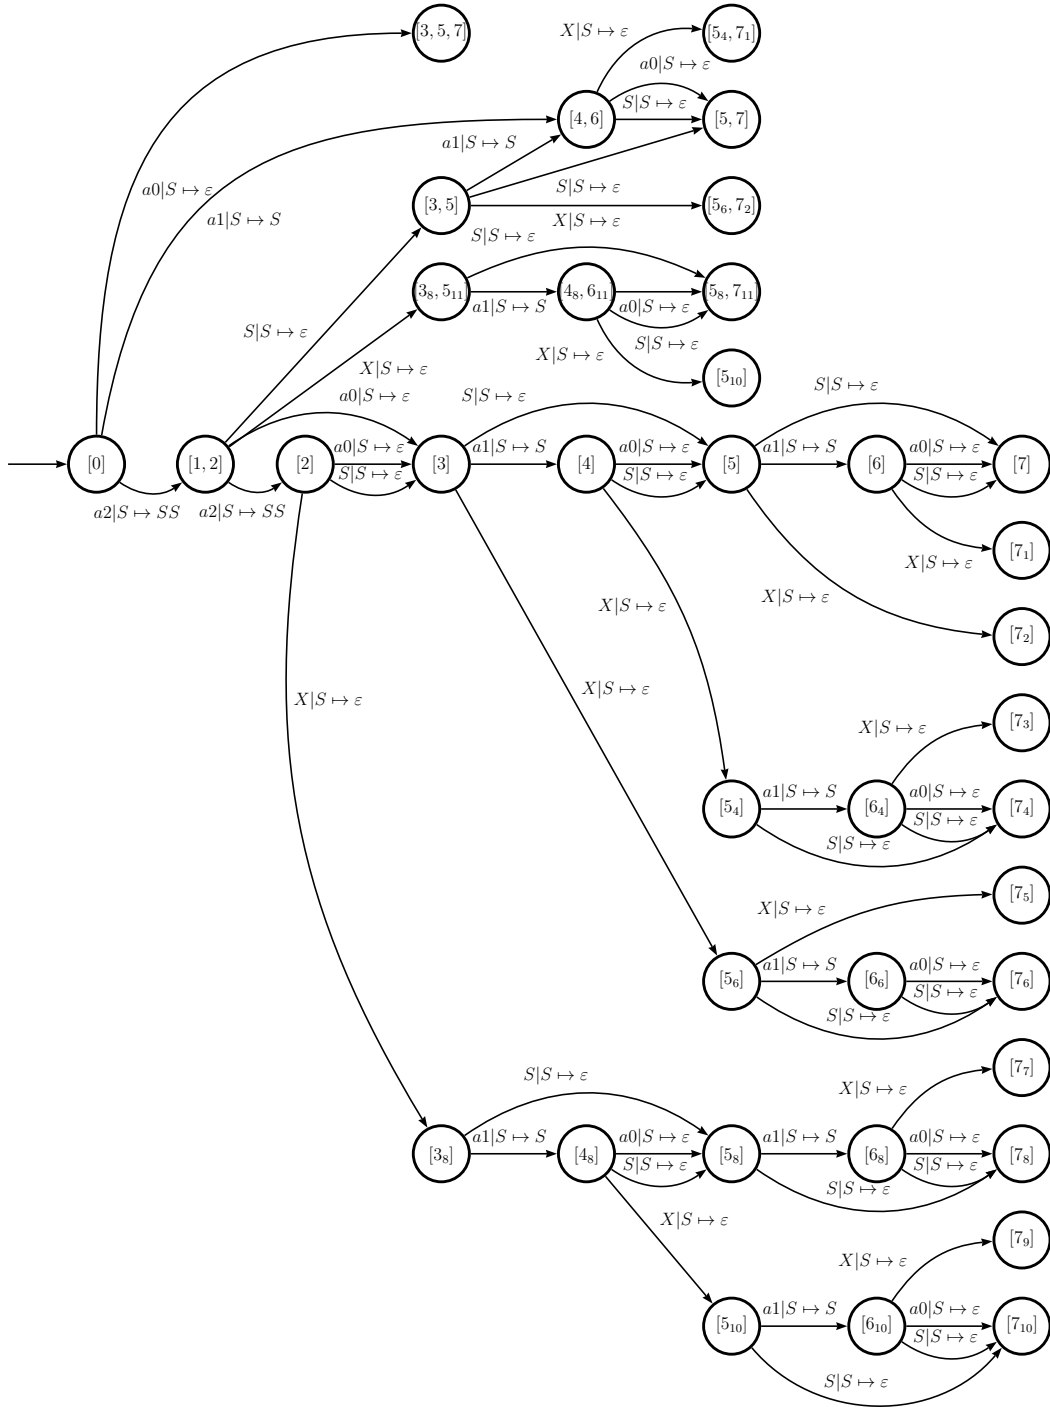 [3, 5, 7]
X|S ↦ ε
[5₄, 7₁]
a0|S ↦ ε
S|S ↦ ε
[4, 6]
[5, 7]
a1|S ↦ S
a0|S ↦ ε
S|S ↦ ε
[3, 5]
[5₆, 7₂]
a1|S ↦ S
X|S ↦ ε
S|S ↦ ε
[3₈, 5₁₁]
[4₈, 6₁₁]
[5₈, 7₁₁]
a1|S ↦ S
a0|S ↦ ε
S|S ↦ ε
S|S ↦ ε
X|S ↦ ε
X|S ↦ ε
[5₁₀]
a0|S ↦ ε
S|S ↦ ε
S|S ↦ ε
a0|S ↦ ε
a1|S ↦ S
a0|S ↦ ε
a1|S ↦ S
a0|S ↦ ε
[0]
[1, 2]
[2]
[3]
[4]
[5]
[6]
[7]
S|S ↦ ε
S|S ↦ ε
S|S ↦ ε
a2|S ↦ SS
a2|S ↦ SS
[7₁]
X|S ↦ ε
X|S ↦ ε
X|S ↦ ε
[7₂]
X|S ↦ ε
X|S ↦ ε
[7₃]
X|S ↦ ε
a1|S ↦ S
a0|S ↦ ε
[5₄]
[6₄]
[7₄]
S|S ↦ ε
S|S ↦ ε
[7₅]
X|S ↦ ε
a1|S ↦ S
a0|S ↦ ε
[5₆]
[6₆]
[7₆]
S|S ↦ ε
S|S ↦ ε
[7₇]
S|S ↦ ε
X|S ↦ ε
a1|S ↦ S
a0|S ↦ ε
a1|S ↦ S
a0|S ↦ ε
[3₈]
[4₈]
[5₈]
[6₈]
[7₈]
S|S ↦ ε
S|S ↦ ε
S|S ↦ ε
X|S ↦ ε
[7₉]
X|S ↦ ε
a1|S ↦ S
a0|S ↦ ε
[5₁₀]
[6₁₀]
[7₁₀]
S|S ↦ ε
S|S ↦ ε